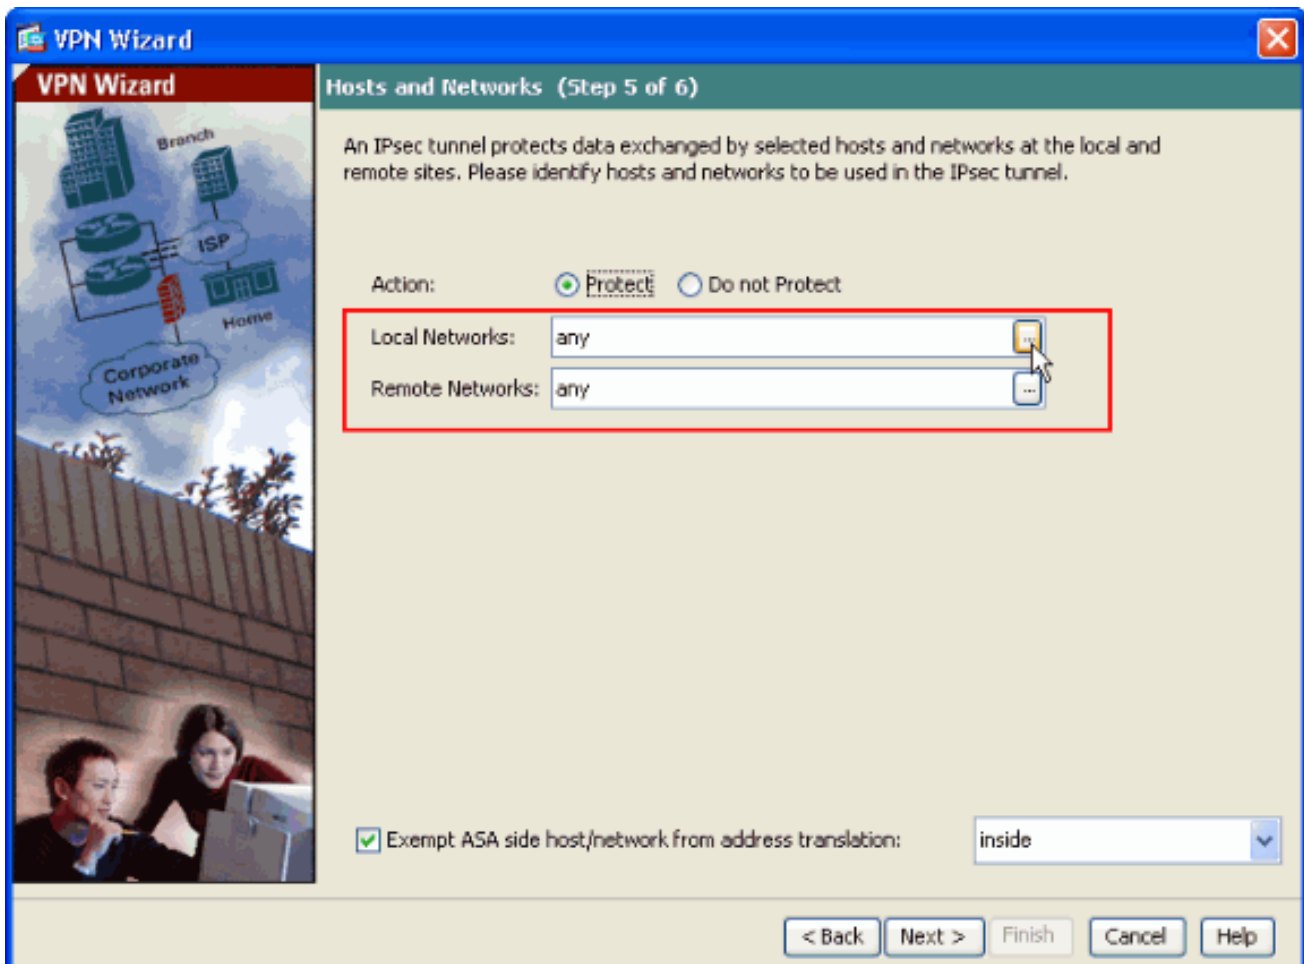 VPN Wizard
VPN Wizard
Hosts and Networks (Step 5 of 6)
Branch
ISP
Home
Corporate
Network
An IPsec tunnel protects data exchanged by selected hosts and networks at the local and
remote sites. Please identify hosts and networks to be used in the IPsec tunnel.
Action: Protect Do not Protect
Local Networks: any ...
Remote Networks: any ...
Exempt ASA side host/network from address translation: inside
< Back Next > Finish Cancel Help